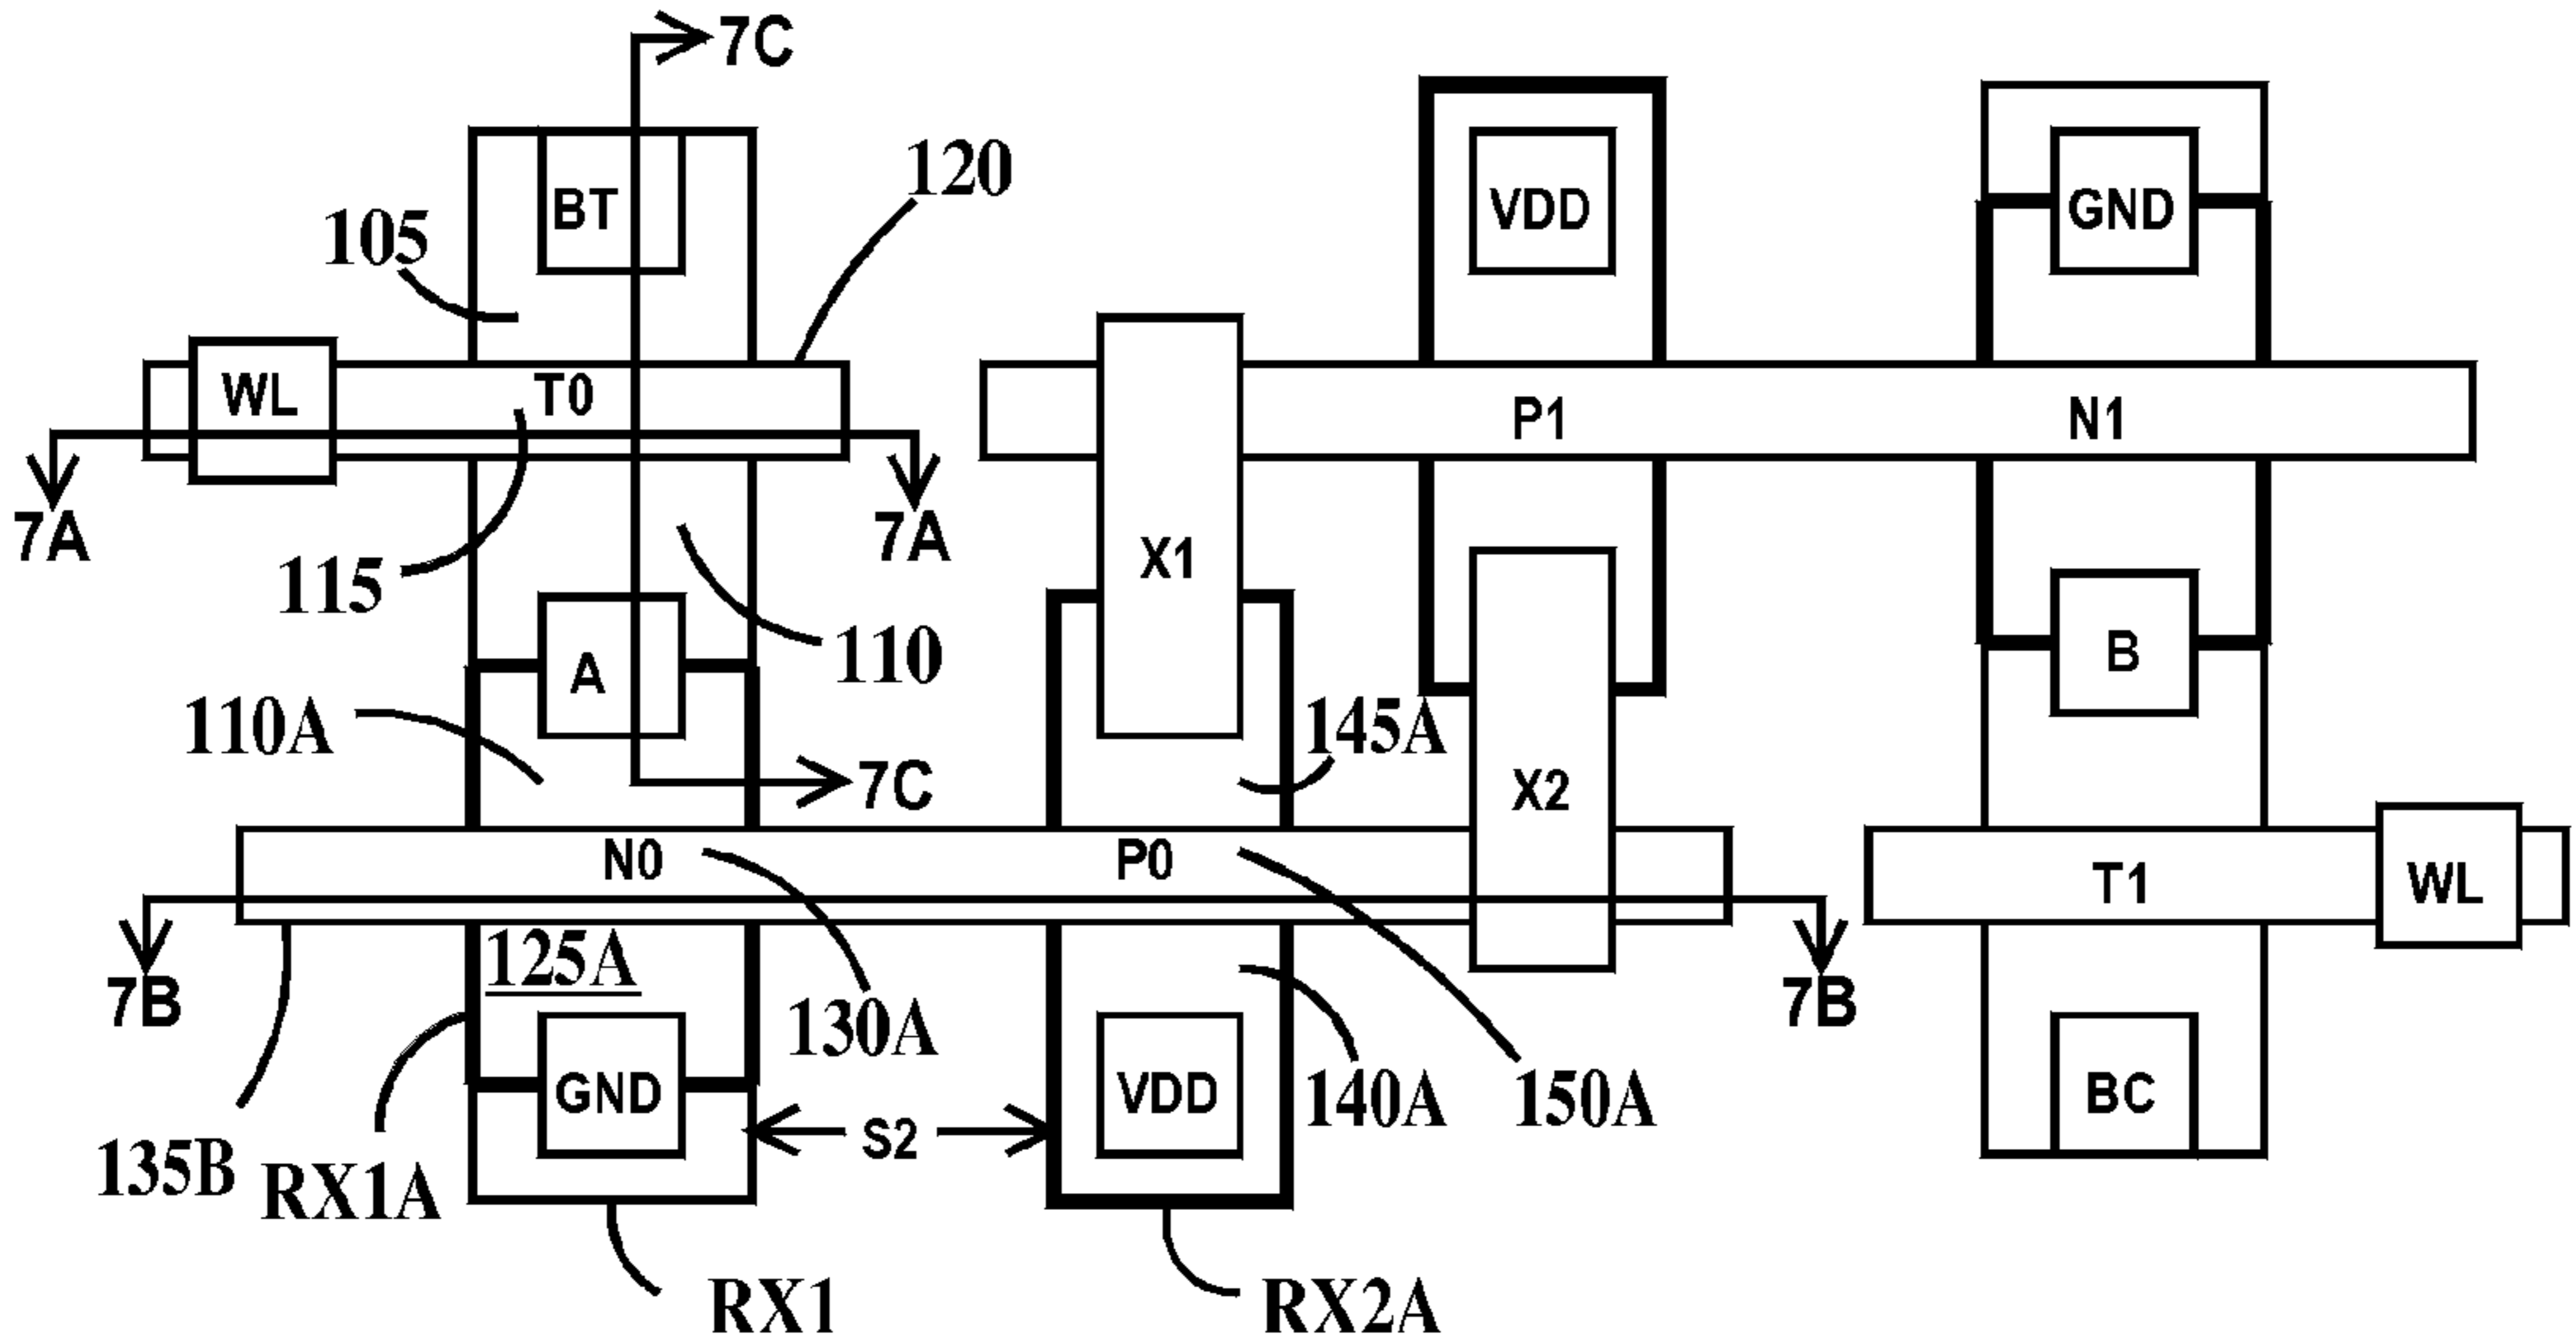 7C
120
BT
VDD
GND
105
WL
T0
P1
N1
7A
7A
X1
115
110
B
A
110A
145A
7C
X2
N0
P0
T1
WL
125A
7B
130A
7B
GND
VDD
140A
150A
BC
S2
135B
RX1A
RX1
RX2A